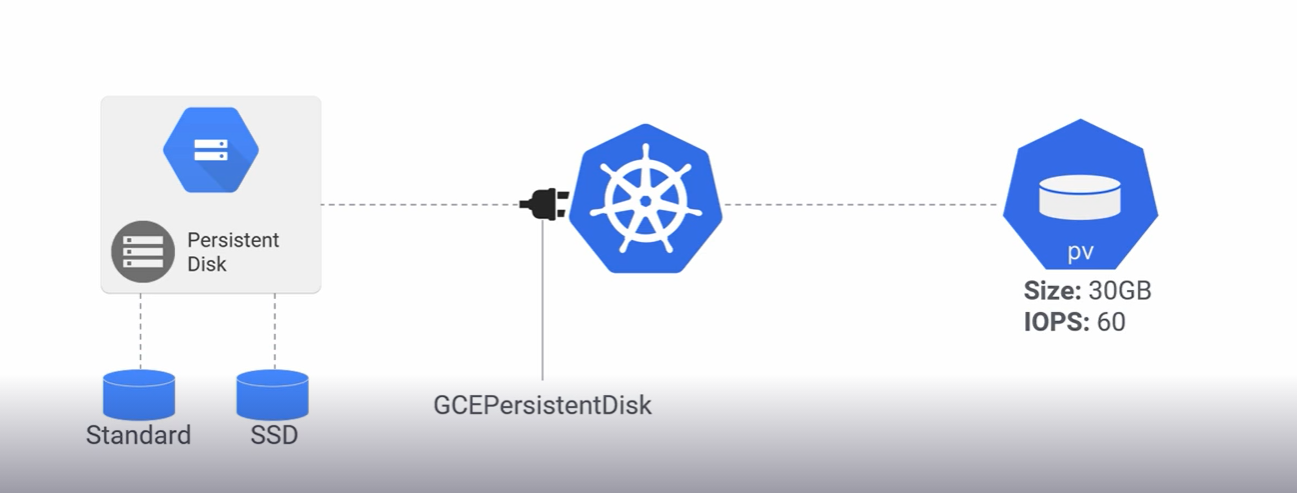 Persistent
Disk
Standard
SSD
GCEPersistentDisk
pv
Size: 30GB
IOPS: 60